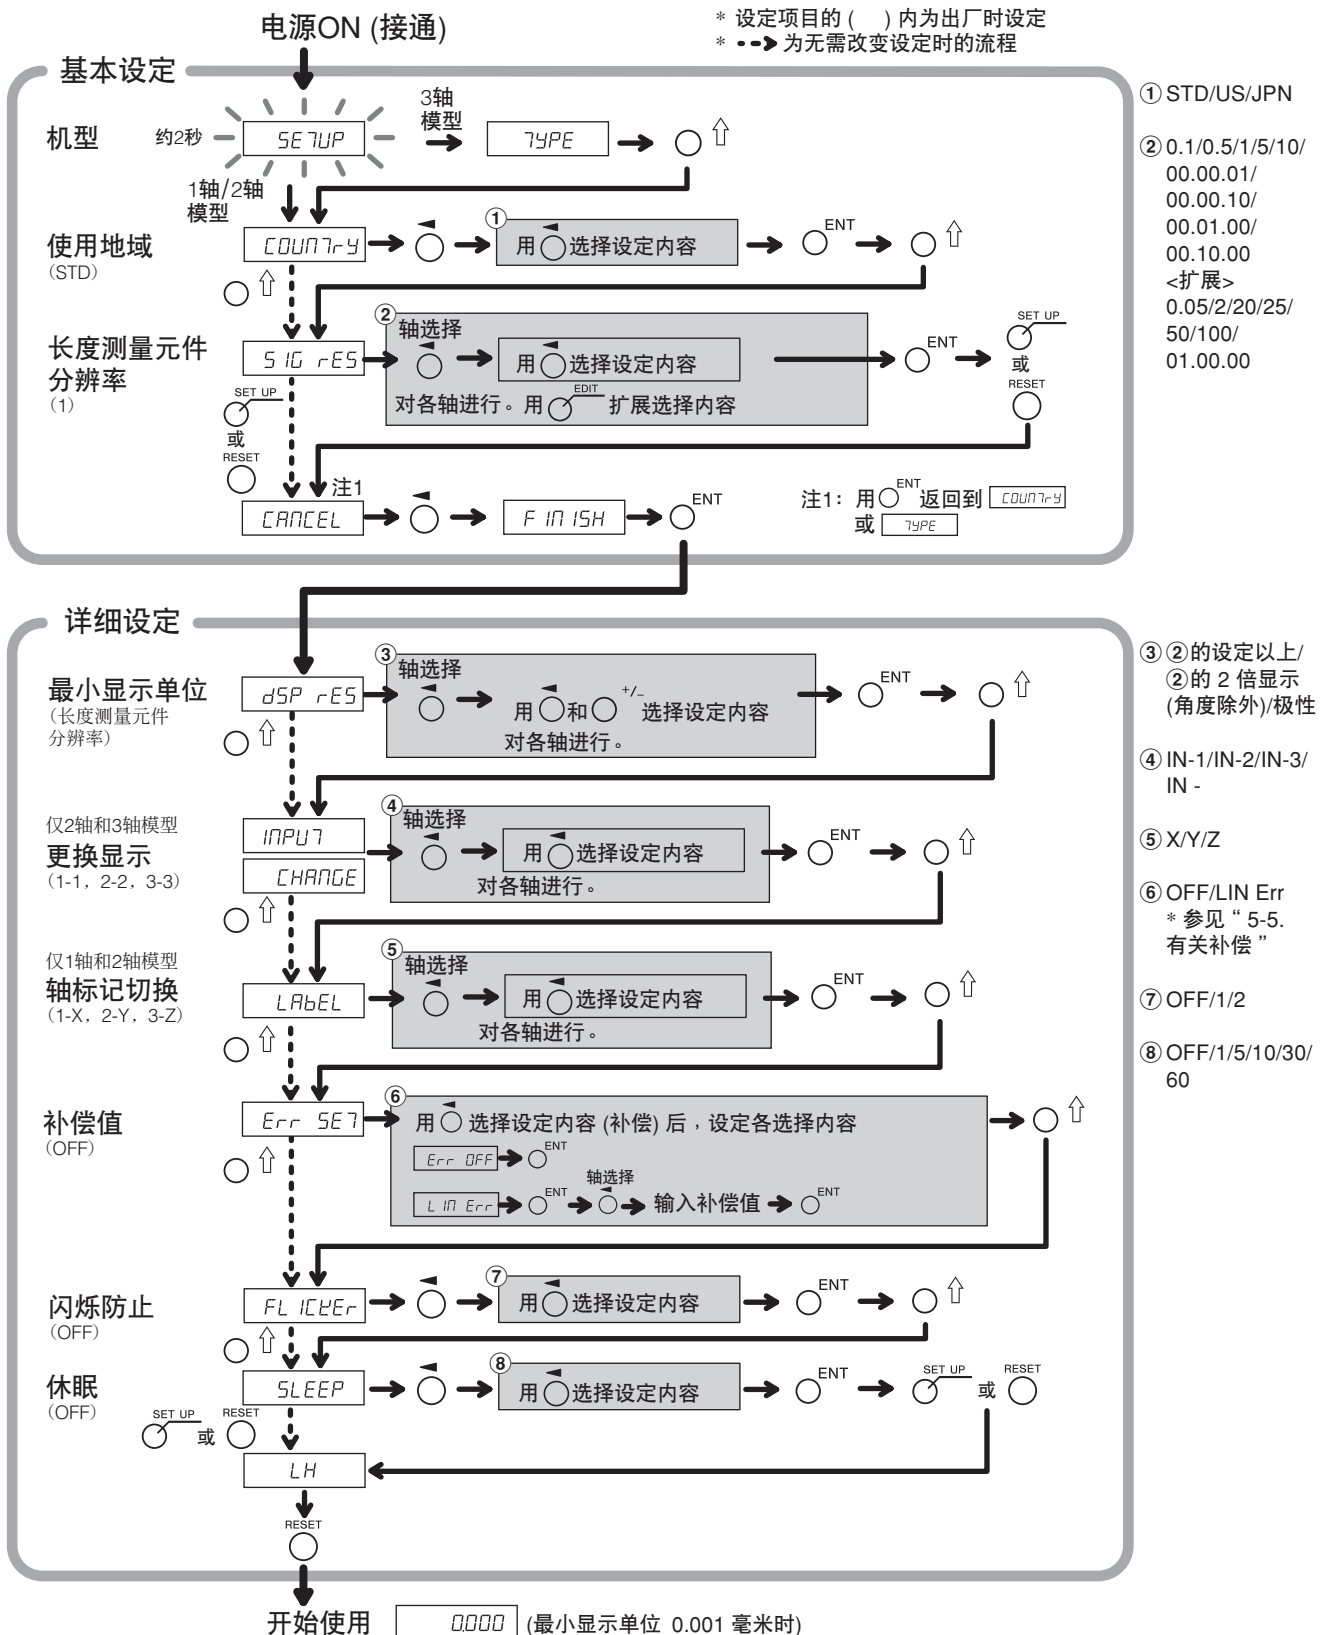 电源ON (接通)
* 设定项目的 (　) 内为出厂时设定
* 为无需改变设定时的流程
基本设定
机型
约2秒
SETUP
3轴
模型
TYPE
1轴/2轴
模型
使用地域
(STD)
COUNTrY
①
用 选择设定内容
ENT
长度测量元件
分辨率
(1)
SIG rES
②
轴选择
用 选择设定内容
对各轴进行。用 EDIT 扩展选择内容
ENT
SET UP
或
RESET
SET UP
或
RESET
注1
CANCEL
FINISH
ENT
注1: 用 ENT 返回到 COUNTrY
或 TYPE
① STD/US/JPN
② 0.1/0.5/1/5/10/
00.00.01/
00.00.10/
00.01.00/
00.10.00
<扩展>
0.05/2/20/25/
50/100/
01.00.00
详细设定
最小显示单位
(长度测量元件
分辨率)
dSP rES
③
轴选择
用 和 +/- 选择设定内容
对各轴进行。
ENT
仅2轴和3轴模型
更换显示
(1-1, 2-2, 3-3)
INPUT
CHANGE
④
轴选择
用 选择设定内容
对各轴进行。
ENT
仅1轴和2轴模型
轴标记切换
(1-X, 2-Y, 3-Z)
LAbEL
⑤
轴选择
用 选择设定内容
对各轴进行。
ENT
补偿值
(OFF)
Err SET
⑥
用 选择设定内容 (补偿) 后，设定各选择内容
Err OFF
ENT
LIN Err
ENT
轴选择
输入补偿值
ENT
闪烁防止
(OFF)
FLICKEr
⑦
用 选择设定内容
ENT
休眠
(OFF)
SLEEP
⑧
用 选择设定内容
ENT
SET UP
或
RESET
SET UP
或
RESET
LH
RESET
③ ②的设定以上/
②的 2 倍显示
(角度除外)/极性
④ IN-1/IN-2/IN-3/
IN -
⑤ X/Y/Z
⑥ OFF/LIN Err
* 参见“ 5-5.
有关补偿 ”
⑦ OFF/1/2
⑧ OFF/1/5/10/30/
60
开始使用
0.000
(最小显示单位 0.001 毫米时)